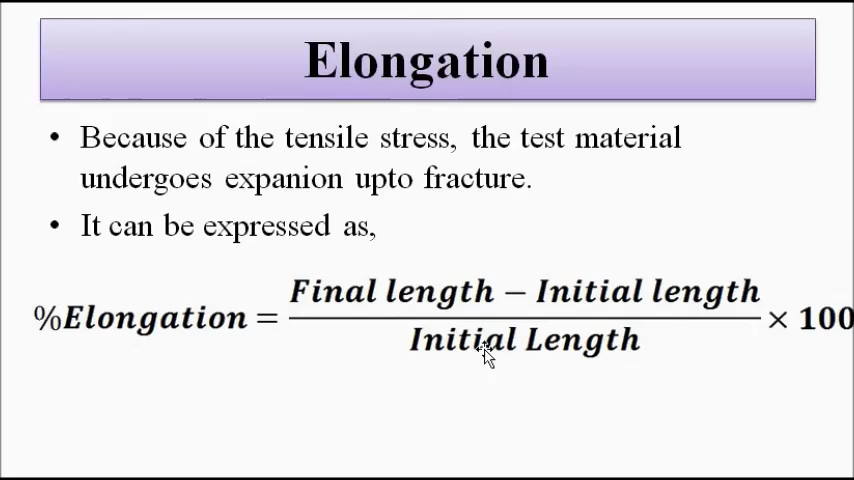 Elongation
• Because of the tensile stress, the test material
undergoes expanion upto fracture.
• It can be expressed as,
%Elongation = (Final length − Initial length) / (Initial Length) × 100